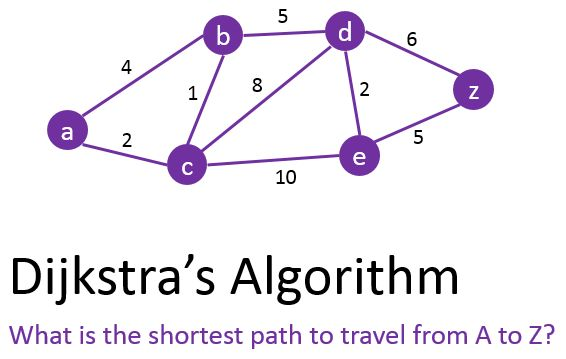 5
b
d
6
4
1
8
2
z
a
2
5
c
e
10
Dijkstra’s Algorithm
What is the shortest path to travel from A to Z?